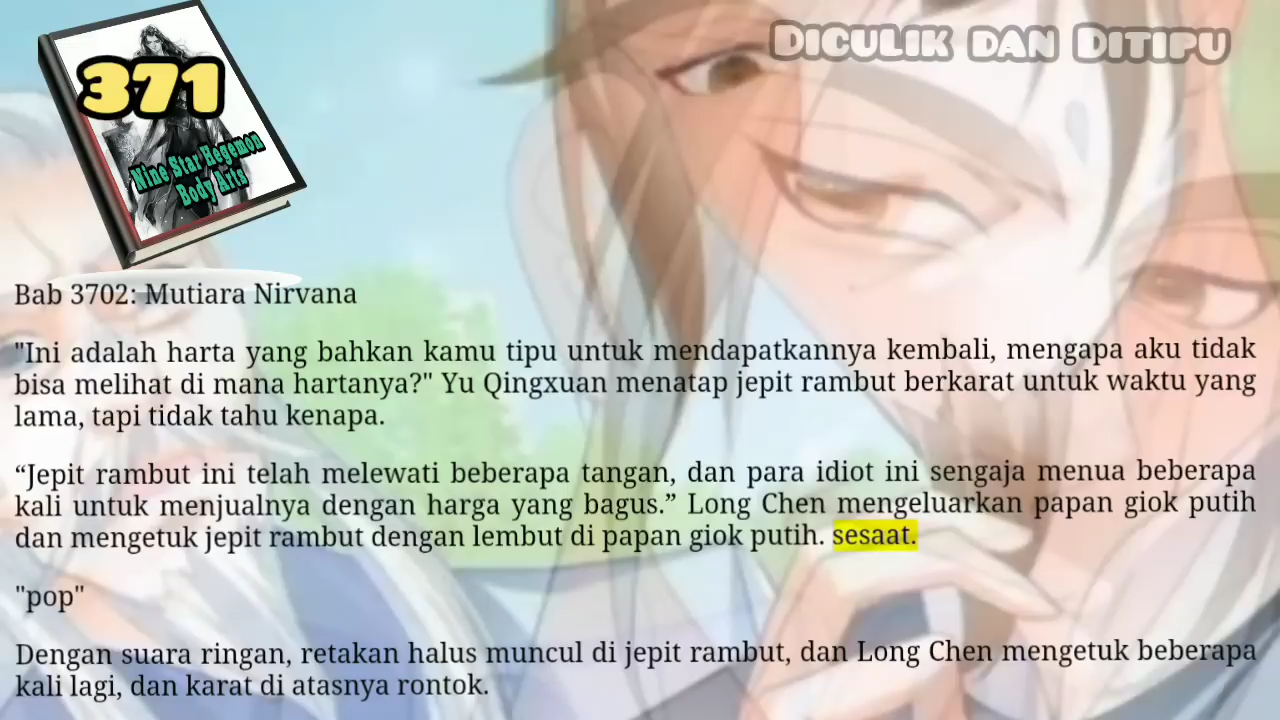 DICULIK DAN DITIPU
371
Nine Star Hegemon
Body Arts
Bab 3702: Mutiara Nirvana
"Ini adalah harta yang bahkan kamu tipu untuk mendapatkannya kembali, mengapa aku tidak
bisa melihat di mana hartanya?" Yu Qingxuan menatap jepit rambut berkarat untuk waktu yang
lama, tapi tidak tahu kenapa.
“Jepit rambut ini telah melewati beberapa tangan, dan para idiot ini sengaja menua beberapa
kali untuk menjualnya dengan harga yang bagus.” Long Chen mengeluarkan papan giok putih
dan mengetuk jepit rambut dengan lembut di papan giok putih. sesaat.
"pop"
Dengan suara ringan, retakan halus muncul di jepit rambut, dan Long Chen mengetuk beberapa
kali lagi, dan karat di atasnya rontok.